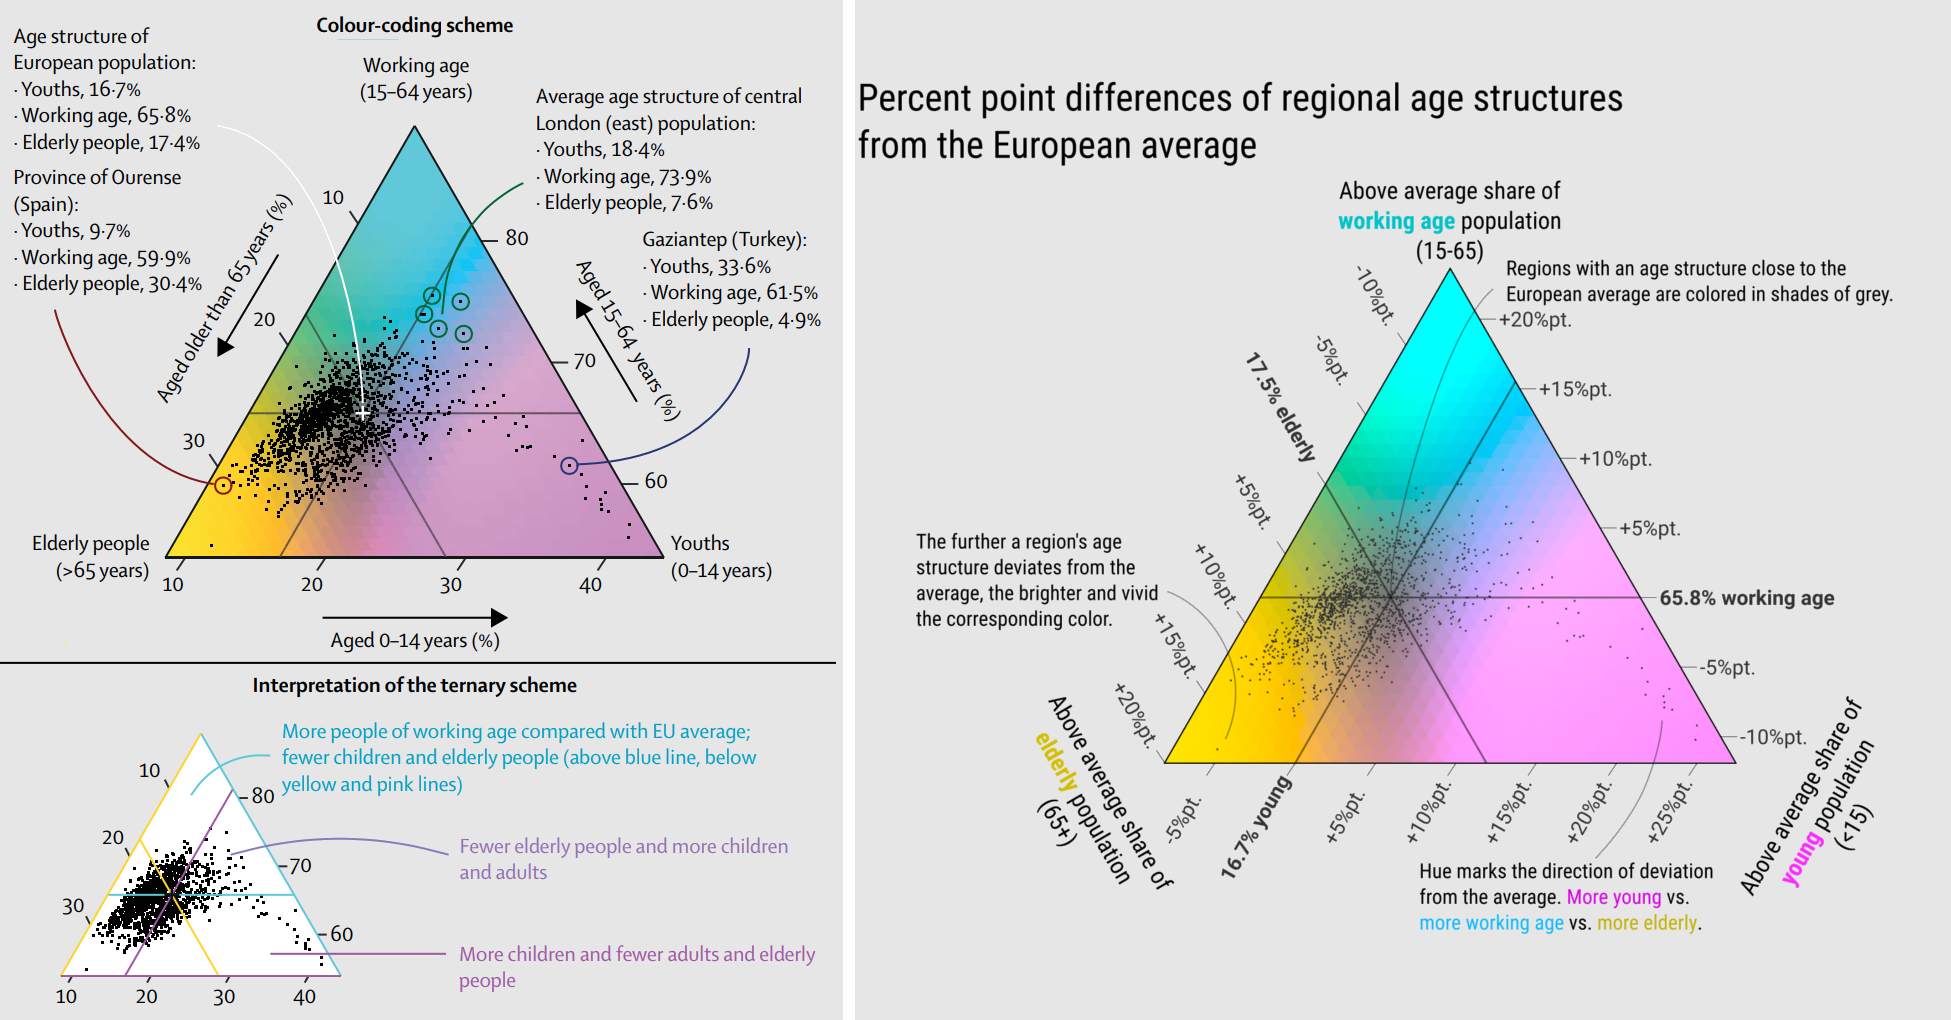 Colour-coding scheme
Age structure of
European population:
· Youths, 16·7%
· Working age, 65·8%
· Elderly people, 17·4%
Province of Ourense
(Spain):
· Youths, 9·7%
· Working age, 59·9%
· Elderly people, 30·4%
Working age
(15–64 years)
Average age structure of central
London (east) population:
· Youths, 18·4%
· Working age, 73·9%
· Elderly people, 7·6%
Gaziantep (Turkey):
· Youths, 33·6%
· Working age, 61·5%
· Elderly people, 4·9%
Aged older than 65 years (%)
10
20
30
Aged 15–64 years (%)
80
70
60
Elderly people
(>65 years)
Youths
(0–14 years)
10
20
30
40
Aged 0–14 years (%)
Interpretation of the ternary scheme
More people of working age compared with EU average;
fewer children and elderly people (above blue line, below
yellow and pink lines)
Fewer elderly people and more children
and adults
More children and fewer adults and elderly
people
10
20
30
80
70
60
10
20
30
40
Percent point differences of regional age structures
from the European average
Above average share of
working age population
(15-65)
Regions with an age structure close to the
European average are colored in shades of grey.
-10%pt.
-5%pt.
17.5% elderly
+5%pt.
+10%pt.
+15%pt.
+20%pt.
+20%pt.
+15%pt.
+10%pt.
+5%pt.
65.8% working age
-5%pt.
-10%pt.
The further a region's age
structure deviates from the
average, the brighter and vivid
the corresponding color.
Above average share of
elderly population
(65+)
-5%pt.
16.7% young
+5%pt.
+10%pt.
+15%pt.
+20%pt.
+25%pt.
Above average share of
young population
(<15)
Hue marks the direction of deviation
from the average. More young vs.
more working age vs. more elderly.